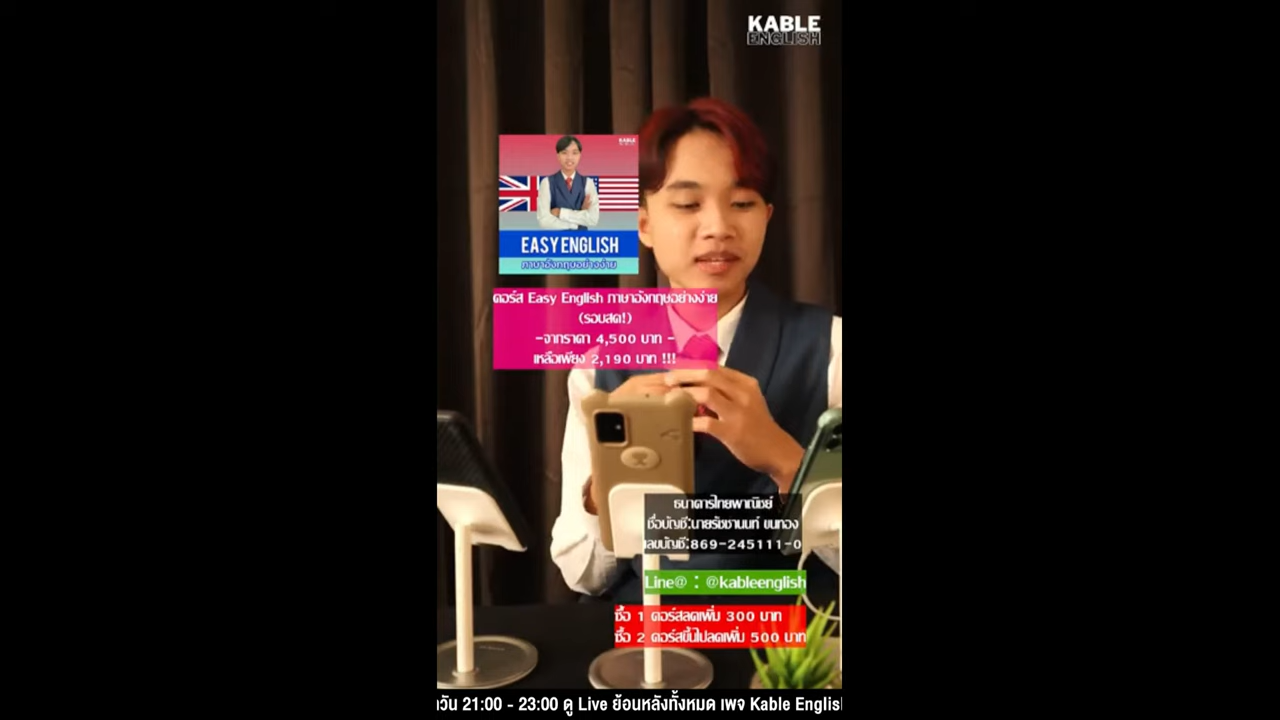 KABLE
ENGLISH
KABLE
EASY ENGLISH
ภาษาอังกฤษอย่างง่าย
คอร์ส Easy English ภาษาอังกฤษอย่างง่าย
(รอบสด!)
-จากราคา 4,500 บาท -
เหลือเพียง 2,190 บาท !!!
ธนาคารไทยพาณิชย์
ชื่อบัญชี:นายรัชชานนท์ ขนทอง
เลขบัญชี:869-245111-0
Line@ : @kableenglish
ซื้อ 1 คอร์สลดเพิ่ม 300 บาท
ซื้อ 2 คอร์สขึ้นไปลดเพิ่ม 500 บาท
วัน 21:00 - 23:00 ดู Live ย้อนหลังทั้งหมด เพจ Kable English